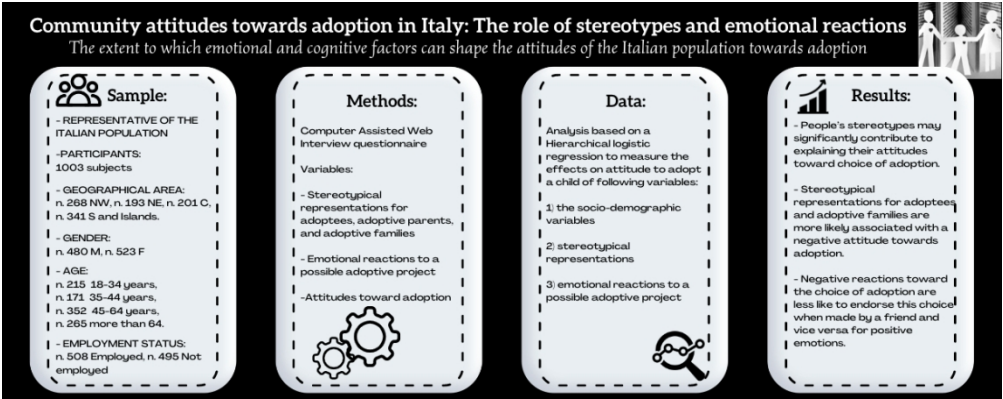 Community attitudes towards adoption in Italy: The role of stereotypes and emotional reactions
The extent to which emotional and cognitive factors can shape the attitudes of the Italian population towards adoption
Sample:
- REPRESENTATIVE OF THE
ITALIAN POPULATION
-PARTICIPANTS:
1003 subjects
- GEOGRAPHICAL AREA:
n. 268 NW, n. 193 NE, n. 201 C,
n. 341 S and Islands.
- GENDER:
n. 480 M, n. 523 F
- AGE:
n. 215 18-34 years,
n. 171 35-44 years,
n. 352 45-64 years,
n. 265 more than 64.
- EMPLOYMENT STATUS:
n. 508 Employed, n. 495 Not
employed
Methods:
Computer Assisted Web
Interview questionnaire
Variables:
- Stereotypical
representations for
adoptees, adoptive parents,
and adoptive families
- Emotional reactions to a
possible adoptive project
-Attitudes toward adoption
Data:
Analysis based on a
Hierarchical logistic
regression to measure the
effects on attitude to adopt
a child of following variables:
1) the socio-demographic
variables
2) stereotypical
representations
3) emotional reactions to a
possible adoptive project
Results:
- People's stereotypes may
significantly contribute to
explaining their attitudes
toward choice of adoption.
- Stereotypical
representations for adoptees
and adoptive families are
more likely associated with a
negative attitude towards
adoption.
- Negative reactions toward
the choice of adoption are
less like to endorse this choice
when made by a friend and
vice versa for positive
emotions.